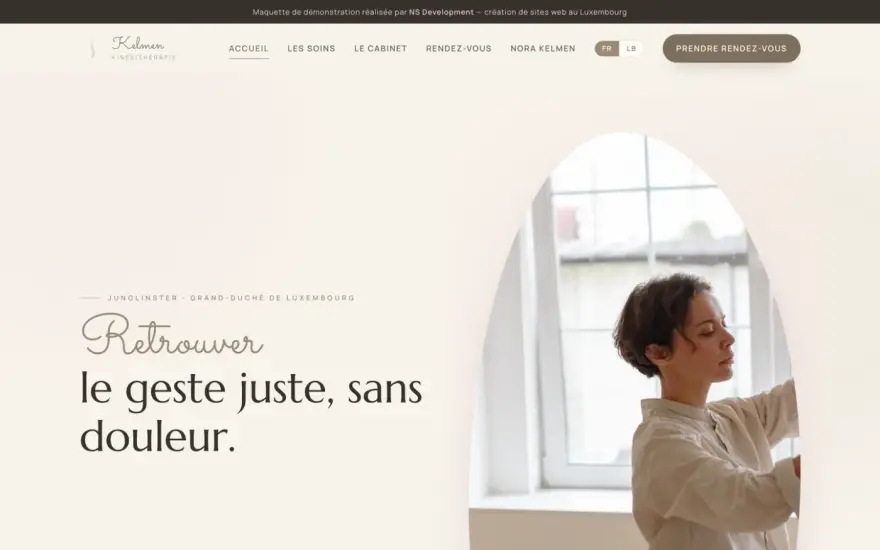 Maquette de démonstration réalisée par NS Development — création de sites web au Luxembourg
Kelmen
KINÉSITHÉRAPIE
ACCUEIL
LES SOINS
LE CABINET
RENDEZ-VOUS
NORA KELMEN
FR
LB
PRENDRE RENDEZ-VOUS
JUNGLINSTER · GRAND-DUCHÉ DE LUXEMBOURG
Retrouver
le geste juste, sans
douleur.